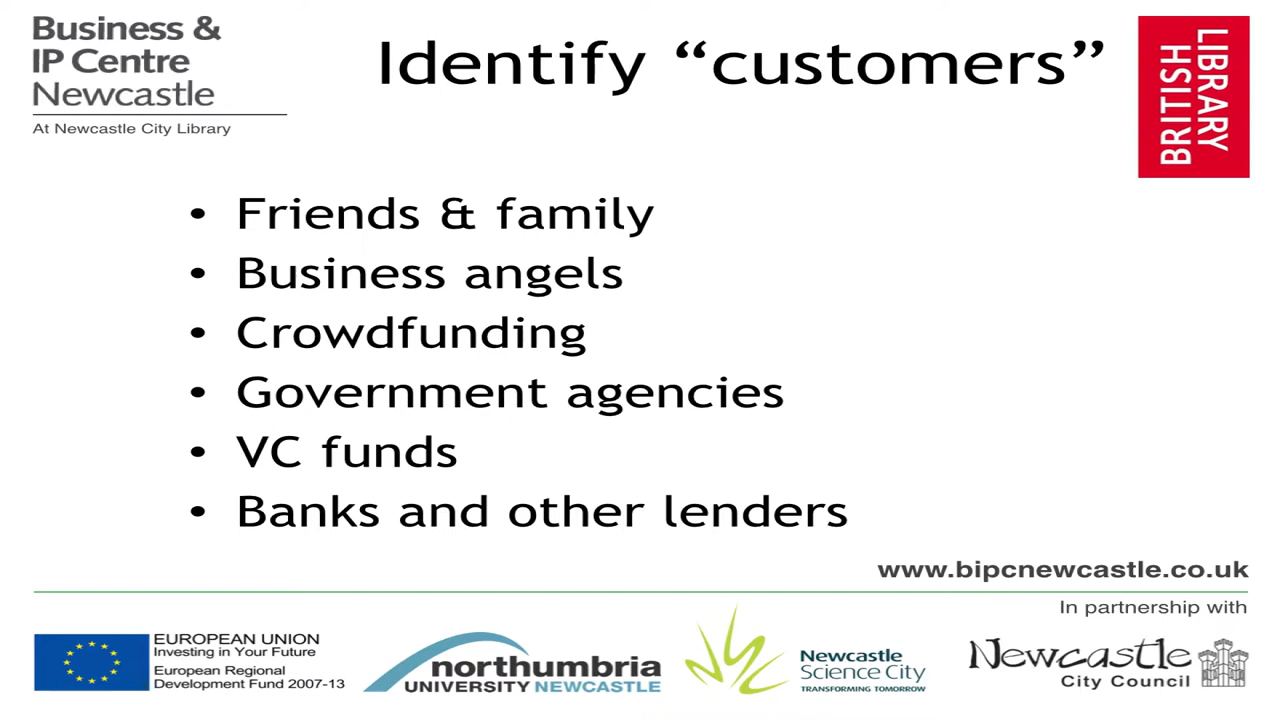 Business &
IP Centre
Newcastle
At Newcastle City Library
Identify “customers”
BRITISH
LIBRARY
• Friends & family
• Business angels
• Crowdfunding
• Government agencies
• VC funds
• Banks and other lenders
www.bipcnewcastle.co.uk
In partnership with
EUROPEAN UNION
Investing in Your Future
European Regional
Development Fund 2007-13
northumbria
UNIVERSITY NEWCASTLE
Newcastle
Science City
TRANSFORMING TOMORROW
Newcastle
City Council